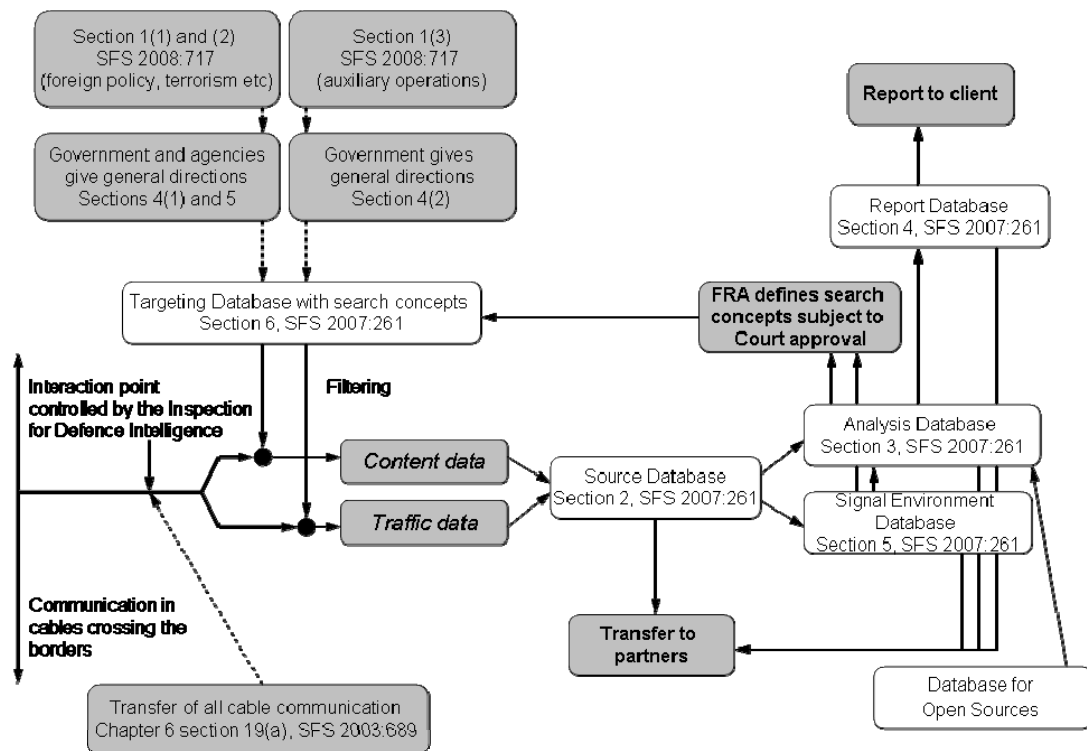 Section 1(1) and (2)
SFS 2008:717
(foreign policy, terrorism etc)
Section 1(3)
SFS 2008:717
(auxiliary operations)
Report to client
Government and agencies
give general directions
Sections 4(1) and 5
Government gives
general directions
Section 4(2)
Report Database
Section 4, SFS 2007:261
Targeting Database with search concepts
Section 6, SFS 2007:261
FRA defines search
concepts subject to
Court approval
Interaction point
controlled by the Inspection
for Defence Intelligence
Filtering
Content data
Traffic data
Source Database
Section 2, SFS 2007:261
Analysis Database
Section 3, SFS 2007:261
Signal Environment
Database
Section 5, SFS 2007:261
Communication in
cables crossing the
borders
Transfer to
partners
Transfer of all cable communication
Chapter 6 section 19(a), SFS 2003:689
Database for
Open Sources